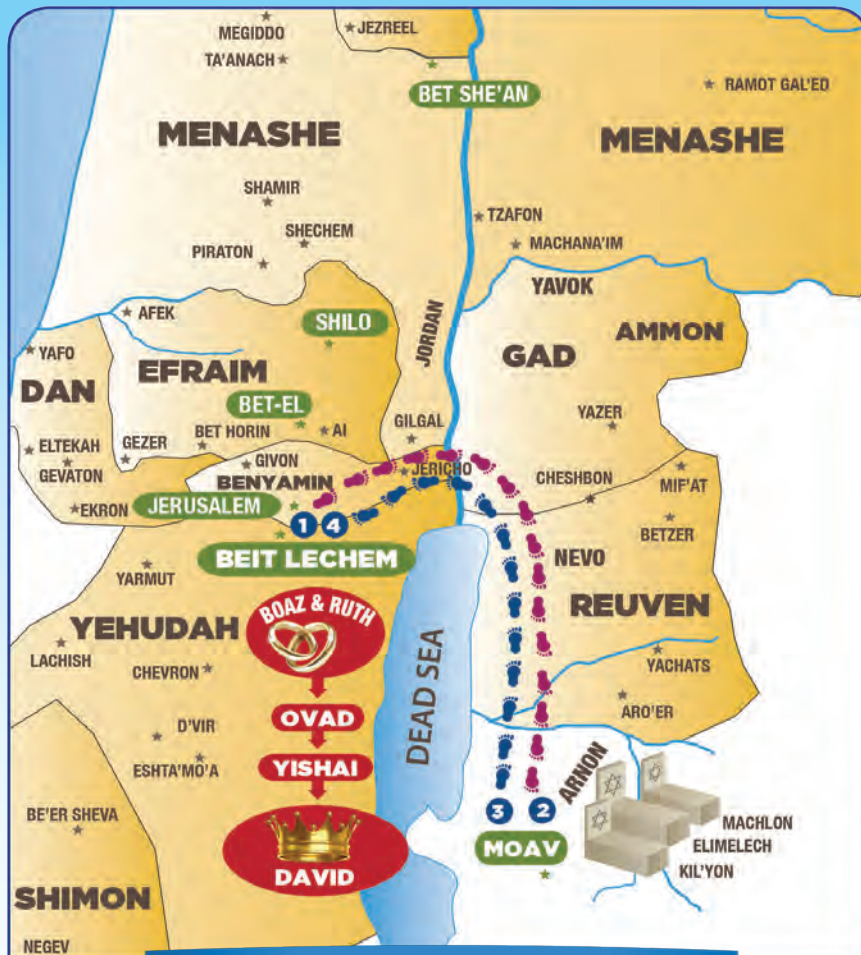 MEGIDDO
JEZREEL
TA'ANACH
BET SHE'AN
RAMOT GAL'ED
MENASHE
MENASHE
SHAMIR
TZAFON
SHECHEM
MACHANA'IM
PIRATON
YAVOK
AFEK
SHILO
JORDAN
AMMON
YAFO
GAD
EFRAIM
DAN
BET-EL
YAZER
GILGAL
ELTEKAH
GEZER
BET HORIN
AI
GIVON
JERICHO
CHESHBON
GEVATON
BENYAMIN
MIF'AT
EKRON
JERUSALEM
BETZER
1 4
BEIT LECHEM
NEVO
YARMUT
REUVEN
BOAZ & RUTH
YEHUDAH
LACHISH
YACHATS
CHEVRON
DEAD SEA
ARO'ER
OVAD
D'VIR
YISHAI
ESHTA'MO'A
ARNON
BE'ER SHEVA
3 2
MACHLON
MOAV
ELIMELECH
KIL'YON
DAVID
SHIMON
NEGEV